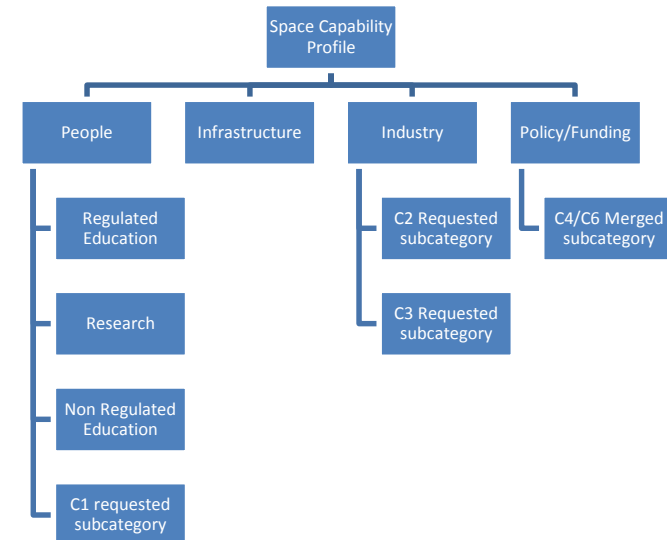 Space Capability
Profile
People
Infrastructure
Industry
Policy/Funding
Regulated
Education
C2 Requested
subcategory
C4/C6 Merged
subcategory
Research
C3 Requested
subcategory
Non Regulated
Education
C1 requested
subcategory